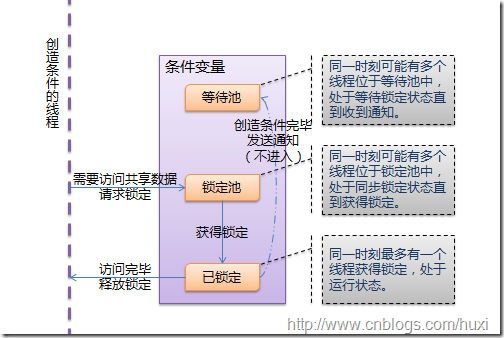 创造条件的线程
条件变量
等待池
创造条件完毕
发送通知
（不进入）
需要访问共享数据
请求锁定
锁定池
获得锁定
访问完毕
释放锁定
已锁定
同一时刻可能有多个
线程位于等待池中，
处于等待锁定状态直
到收到通知。
同一时刻可能有多个
线程位于锁定池中，
处于同步锁定状态直
到获得锁定。
同一时刻最多有一个
线程获得锁定，处于
运行状态。
http://www.cnblogs.com/huxi